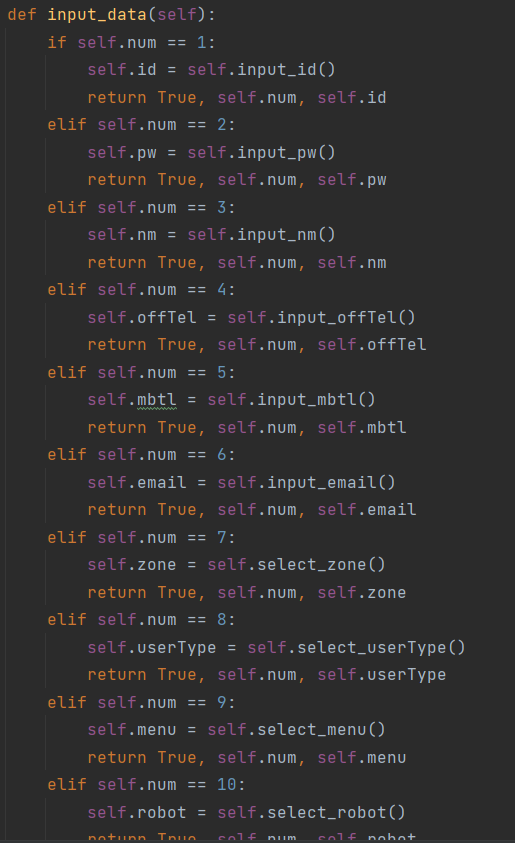 def input_data(self):
    if self.num == 1:
        self.id = self.input_id()
        return True, self.num, self.id
    elif self.num == 2:
        self.pw = self.input_pw()
        return True, self.num, self.pw
    elif self.num == 3:
        self.nm = self.input_nm()
        return True, self.num, self.nm
    elif self.num == 4:
        self.offTel = self.input_offTel()
        return True, self.num, self.offTel
    elif self.num == 5:
        self.mbtl = self.input_mbtl()
        return True, self.num, self.mbtl
    elif self.num == 6:
        self.email = self.input_email()
        return True, self.num, self.email
    elif self.num == 7:
        self.zone = self.select_zone()
        return True, self.num, self.zone
    elif self.num == 8:
        self.userType = self.select_userType()
        return True, self.num, self.userType
    elif self.num == 9:
        self.menu = self.select_menu()
        return True, self.num, self.menu
    elif self.num == 10:
        self.robot = self.select_robot()
        return True, self.num, self.robot